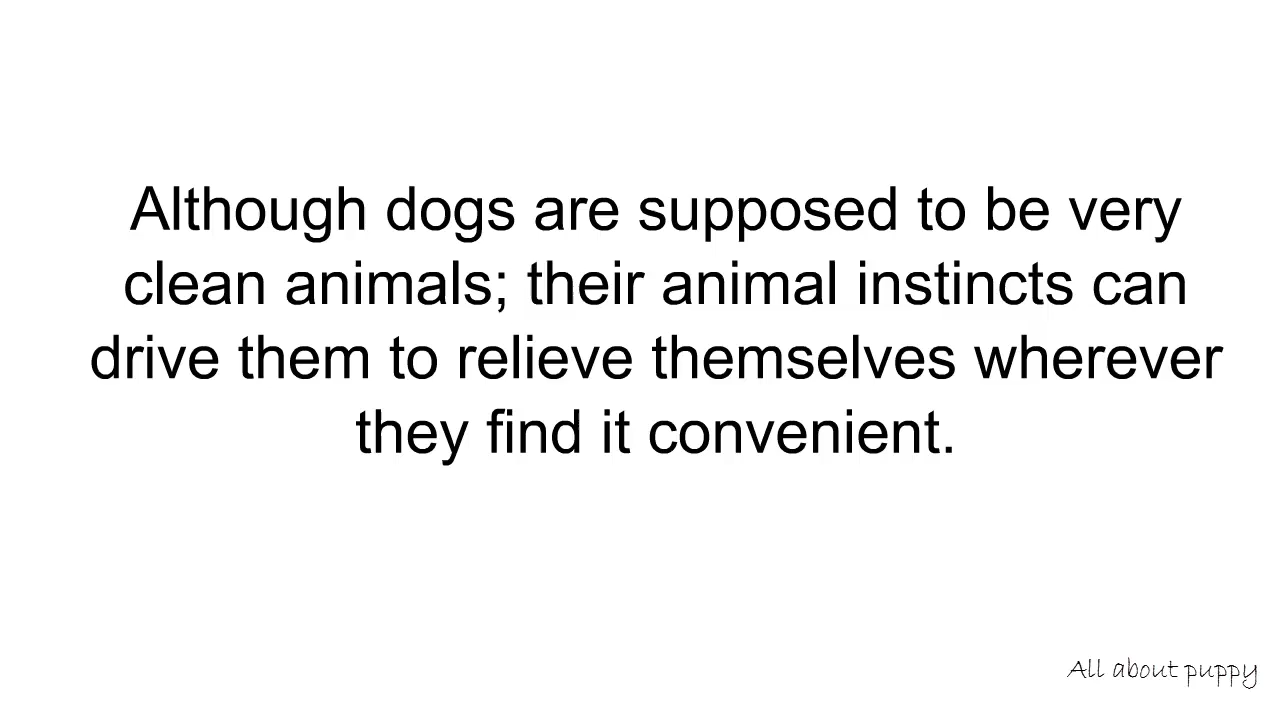 Although dogs are supposed to be very
clean animals; their animal instincts can
drive them to relieve themselves wherever
they find it convenient.
All about puppy